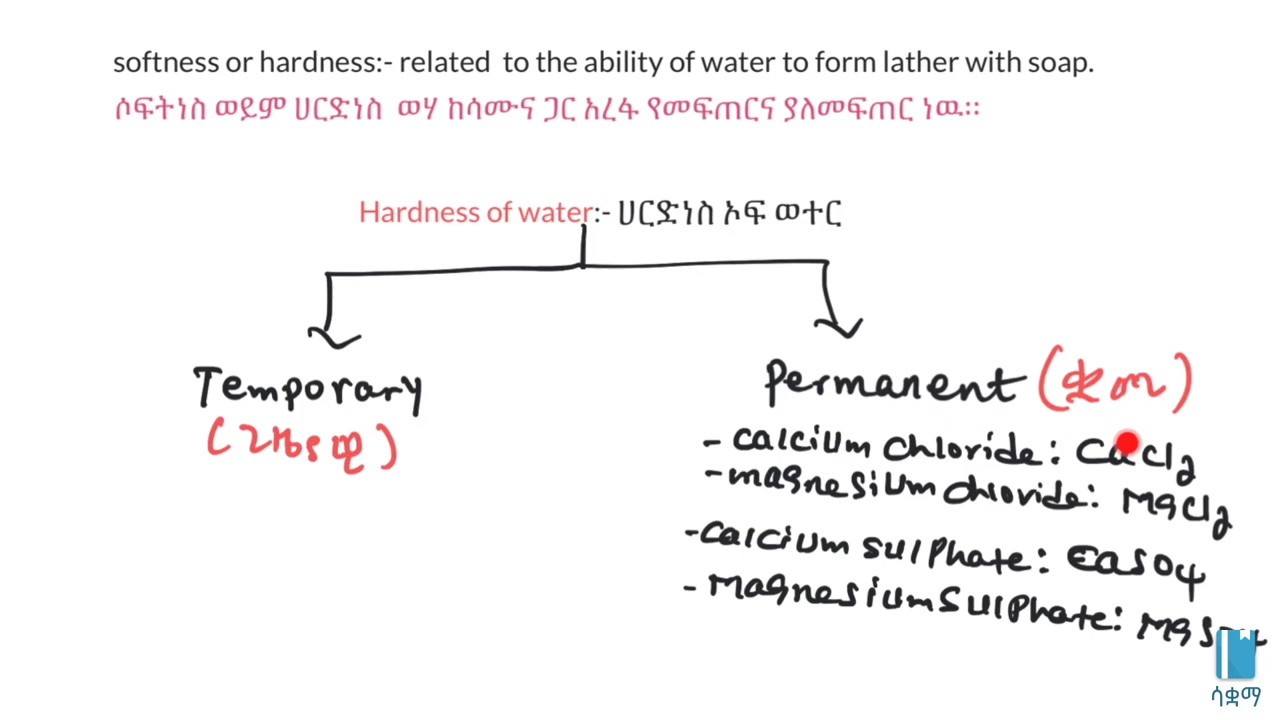 softness or hardness:- related to the ability of water to form lather with soap.
ሶፍትነስ ወይም ሀርድነስ ወሃ ከሳሙና ጋር አረፋ የመፍጠርና ያለመፍጠር ነዉ፡፡
Hardness of water:- ሀርድነስ ኦፍ ወተር
Temporary
(ጊዜያዊ)
Permanent (ቋሚ)
- calcium chloride: CaCl2
- magnesium chloride: MgCl2
- calcium sulphate: CaSO4
- Magnesium Sulphate: MgSO4
ሳቋማ